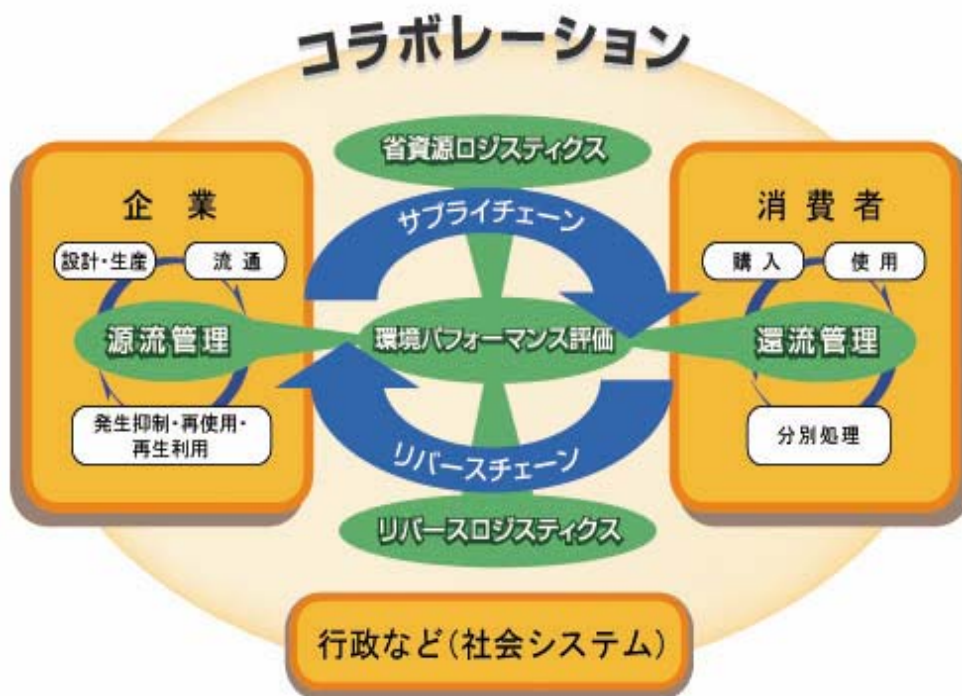 コラボレーション
省資源ロジスティクス
企業
設計・生産
流通
源流管理
発生抑制・再使用・
再生利用
サプライチェーン
環境パフォーマンス評価
リバースチェーン
リバースロジスティクス
消費者
購入
使用
還流管理
分別処理
行政など(社会システム)